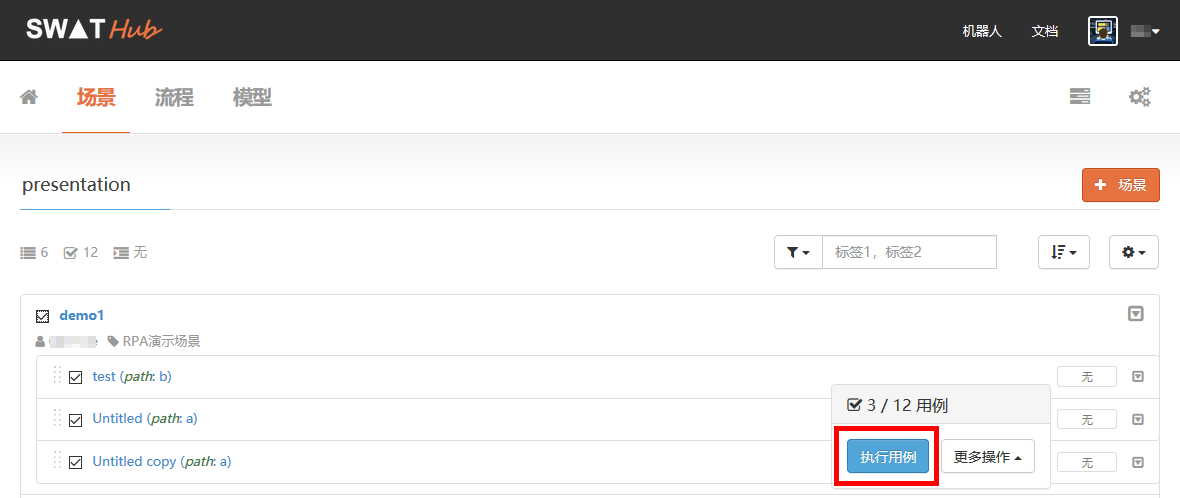 SWAT Hub
机器人 文档
场景 流程 模型
presentation
场景
6 12 无
标签1，标签2
demo1
RPA演示场景
test (path: b) 无
Untitled (path: a) 无
Untitled copy (path: a) 无
3 / 12 用例
执行用例 更多操作